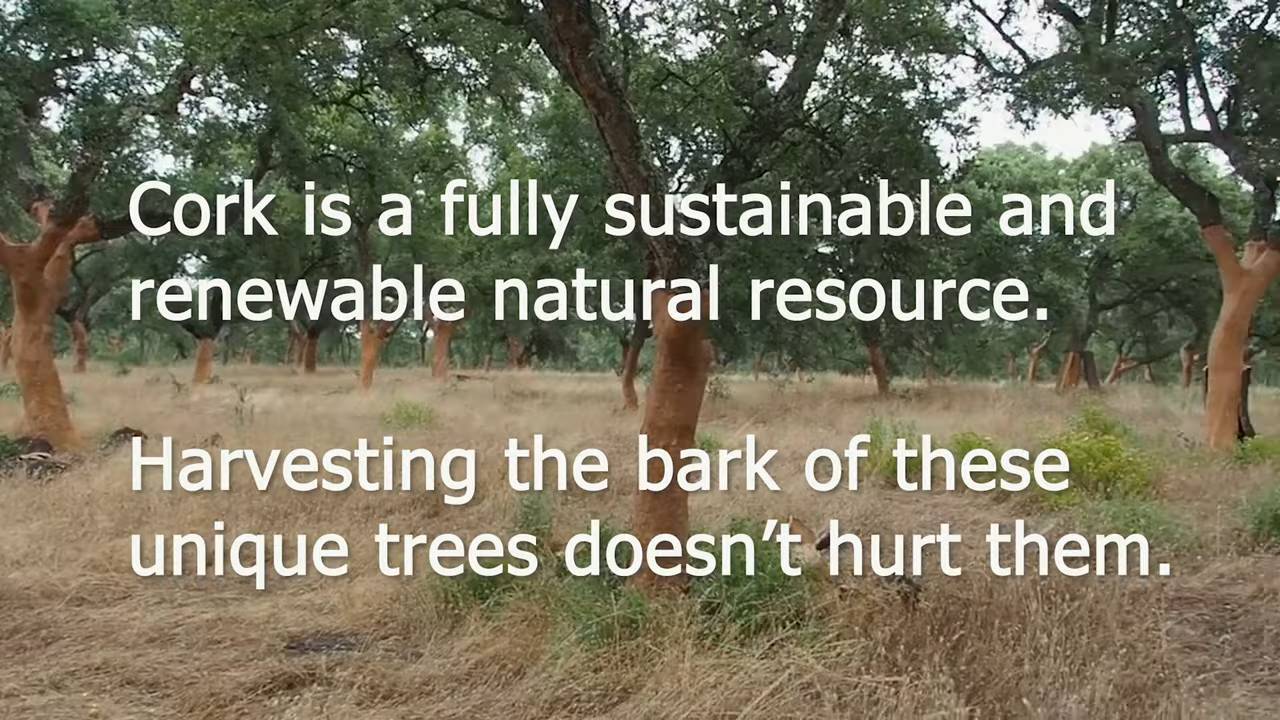 Cork is a fully sustainable and
renewable natural resource.
Harvesting the bark of these
unique trees doesn’t hurt them.